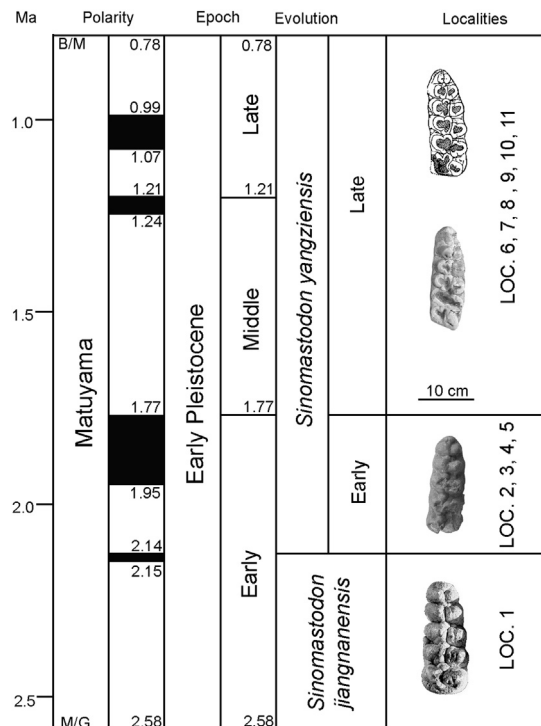 Ma Polarity Epoch Evolution Localities
B/M 0.78 0.78
0.99
1.0
1.07
1.21 1.21
1.24
1.5
1.77 1.77
1.95
2.0
2.14
2.15
2.5
M/G 2.58 2.58
Matuyama
Early Pleistocene
Late
Middle
Early
Sinomastodon yangziensis
Late
Early
Sinomastodon
jiangnanensis
LOC. 6, 7, 8 , 9, 10, 11
10 cm
LOC. 2, 3, 4, 5
LOC. 1